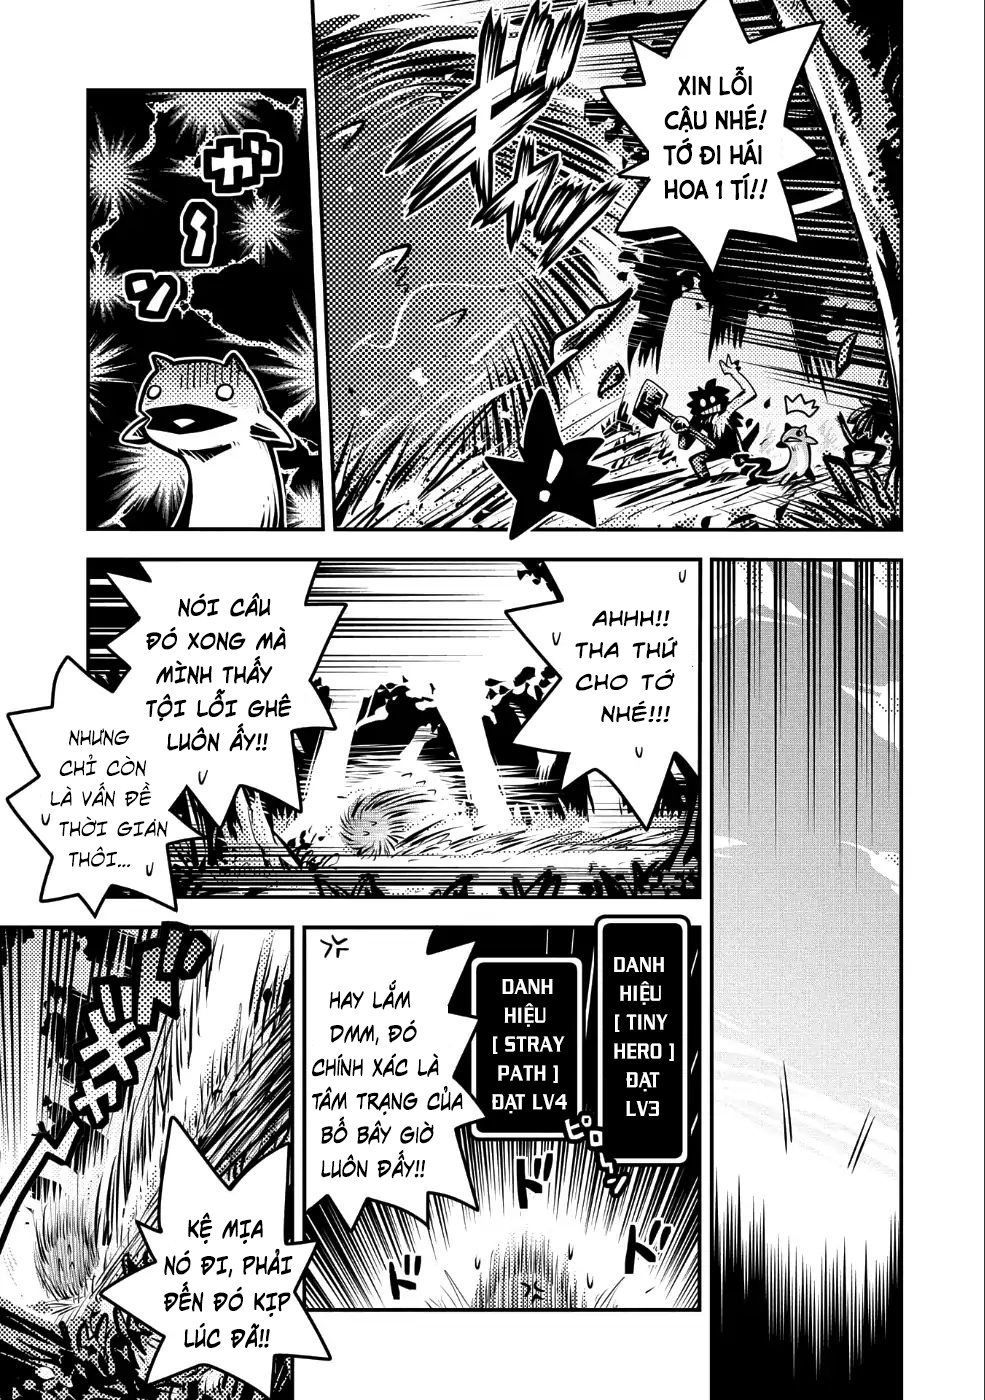 XIN LỖI
CẬU NHÉ!
TỚ ĐI HÁI
HOA 1 TÍ!!
ガ
ー
ン
!
AHHH!!
THA THỨ
CHO TỚ
NHÉ!!!
NÓI CÂU
ĐÓ XONG MÀ
MÌNH THẤY
TỘI LỖI GHÊ
LUÔN ẤY!!
NHƯNG
CHỈ CÒN
LÀ VẤN ĐỀ
THỜI GIAN
THÔI...
DANH
HIỆU
[ TINY
HERO ]
ĐẠT
LV3
DANH
HIỆU
[ STRAY
PATH ]
ĐẠT LV4
ピローン
HAY LẮM
DMM, ĐÓ
CHÍNH XÁC LÀ
TÂM TRẠNG CỦA
BỐ BÂY GIỜ
LUÔN ĐẤY!!
ド
ド
KỆ MỊA
NÓ ĐI, PHẢI
ĐẾN ĐÓ KỊP
LÚC ĐÃ!!